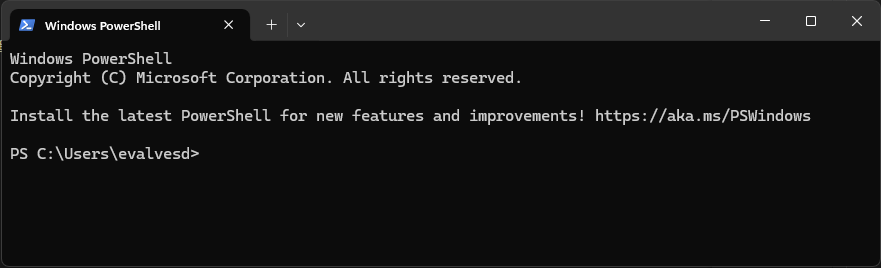 Windows PowerShell
Windows PowerShell
Copyright (C) Microsoft Corporation. All rights reserved.
Install the latest PowerShell for new features and improvements! https://aka.ms/PSWindows
PS C:\Users\evalvesd>